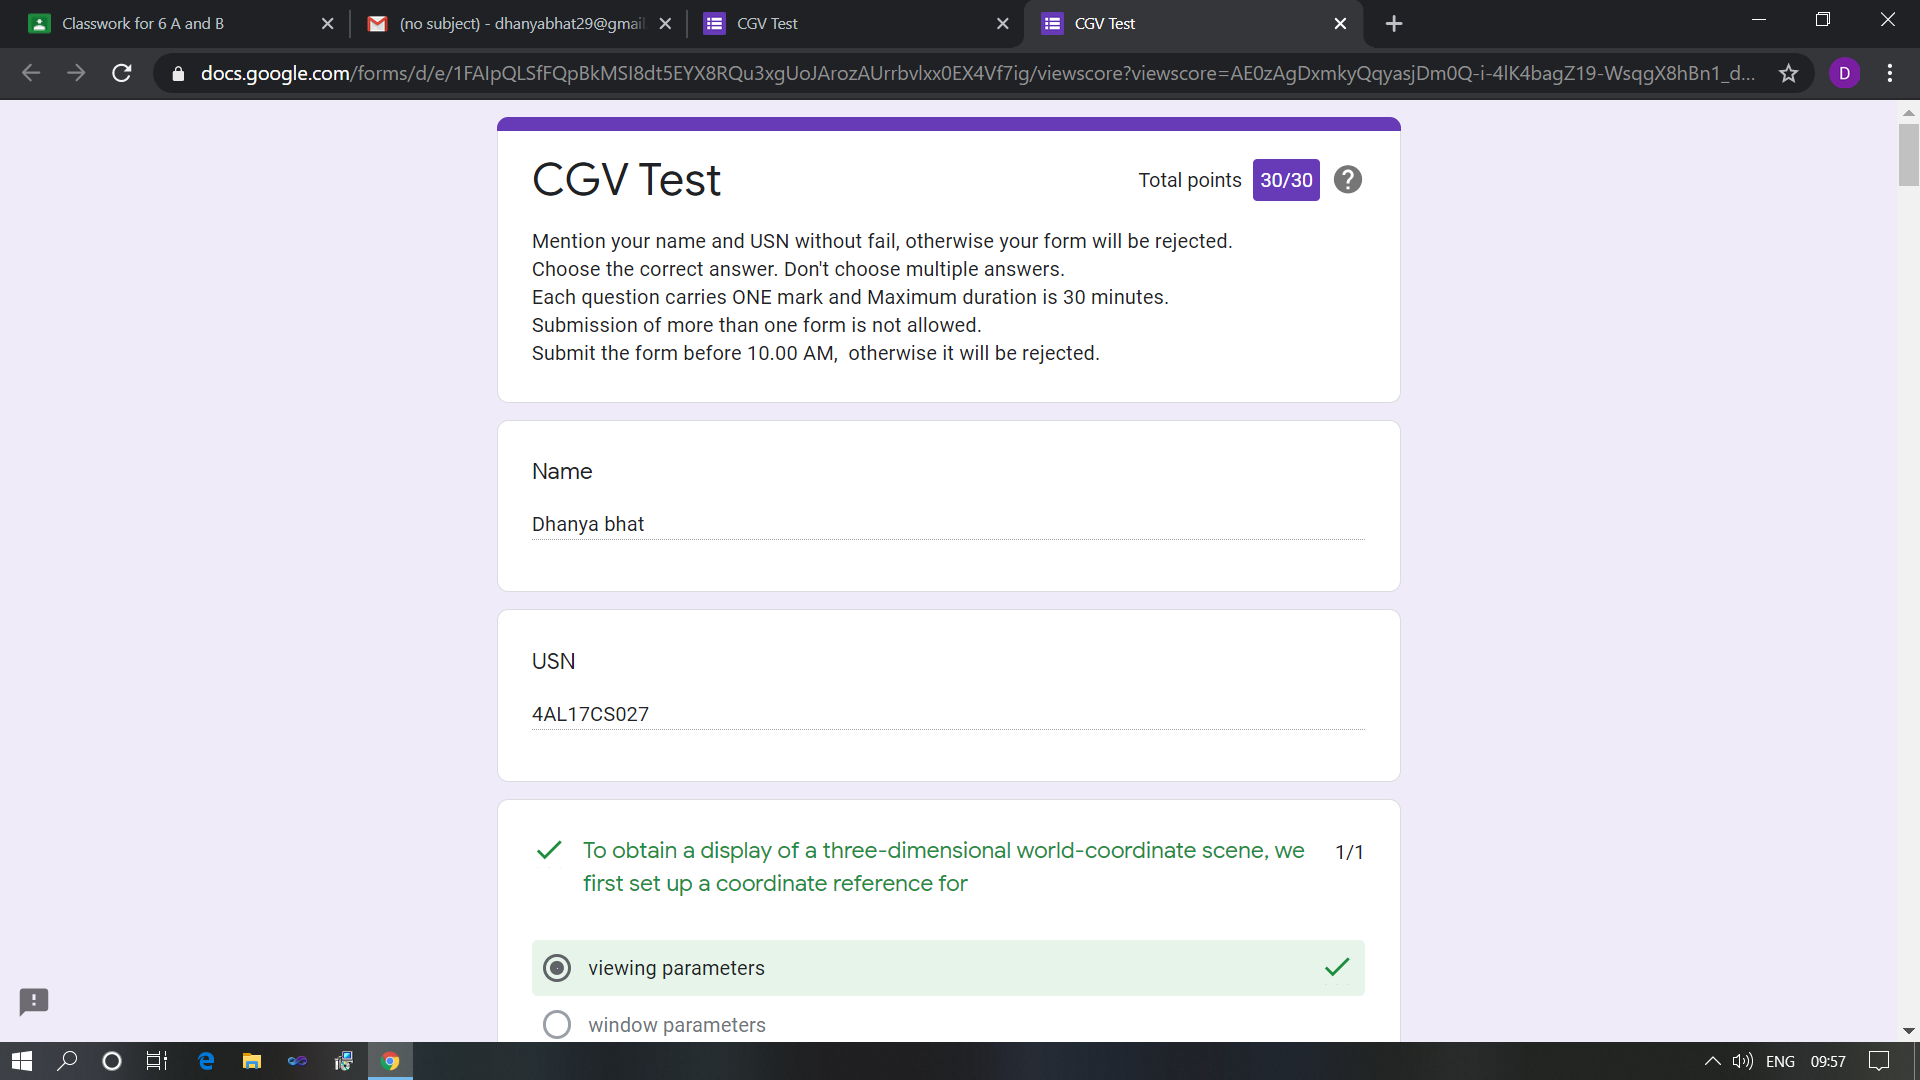 Classwork for 6 A and B
(no subject) - dhanyabhat29@gmail
CGV Test
CGV Test
docs.google.com/forms/d/e/1FAIpQLSfFQpBkMSI8dt5EYX8RQu3xgUoJArozAUrrbvlxx0EX4Vf7ig/viewscore?viewscore=AE0zAgDxmkyQqyasjDm0Q-i-4lK4bagZ19-WsqgX8hBn1_d...
D
CGV Test
Total points 30/30
Mention your name and USN without fail, otherwise your form will be rejected.
Choose the correct answer. Don't choose multiple answers.
Each question carries ONE mark and Maximum duration is 30 minutes.
Submission of more than one form is not allowed.
Submit the form before 10.00 AM,  otherwise it will be rejected.
Name
Dhanya bhat
USN
4AL17CS027
To obtain a display of a three-dimensional world-coordinate scene, we 1/1
first set up a coordinate reference for
viewing parameters
window parameters
ENG 09:57